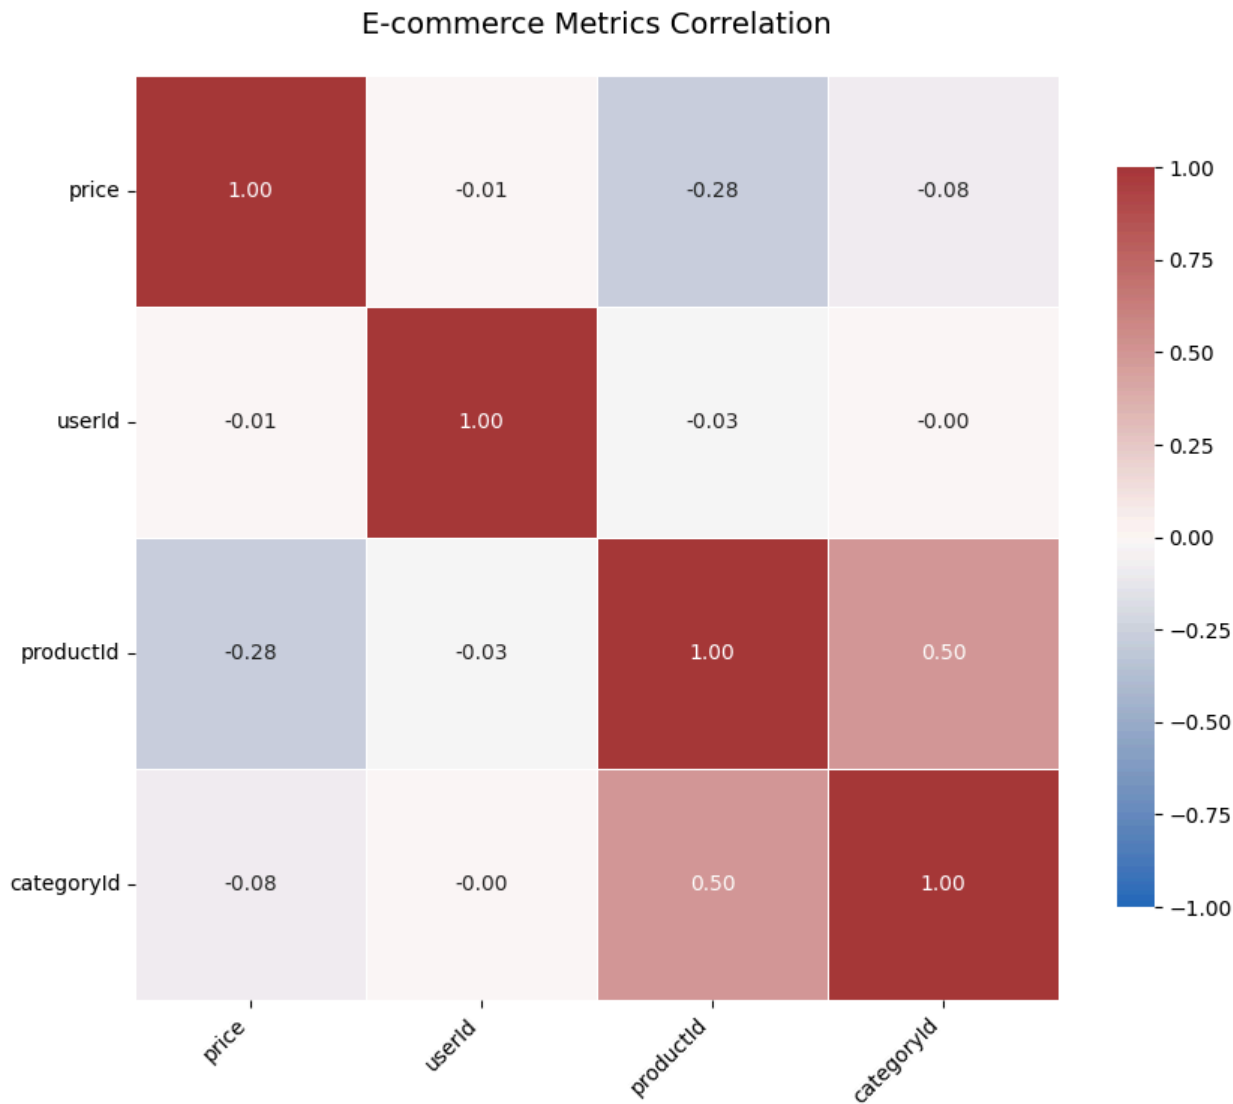 E-commerce Metrics Correlation
price
1.00
-0.01
-0.28
-0.08
userId
-0.01
1.00
-0.03
-0.00
productId
-0.28
-0.03
1.00
0.50
categoryId
-0.08
-0.00
0.50
1.00
price
userId
productId
categoryId
1.00
0.75
0.50
0.25
0.00
−0.25
−0.50
−0.75
−1.00